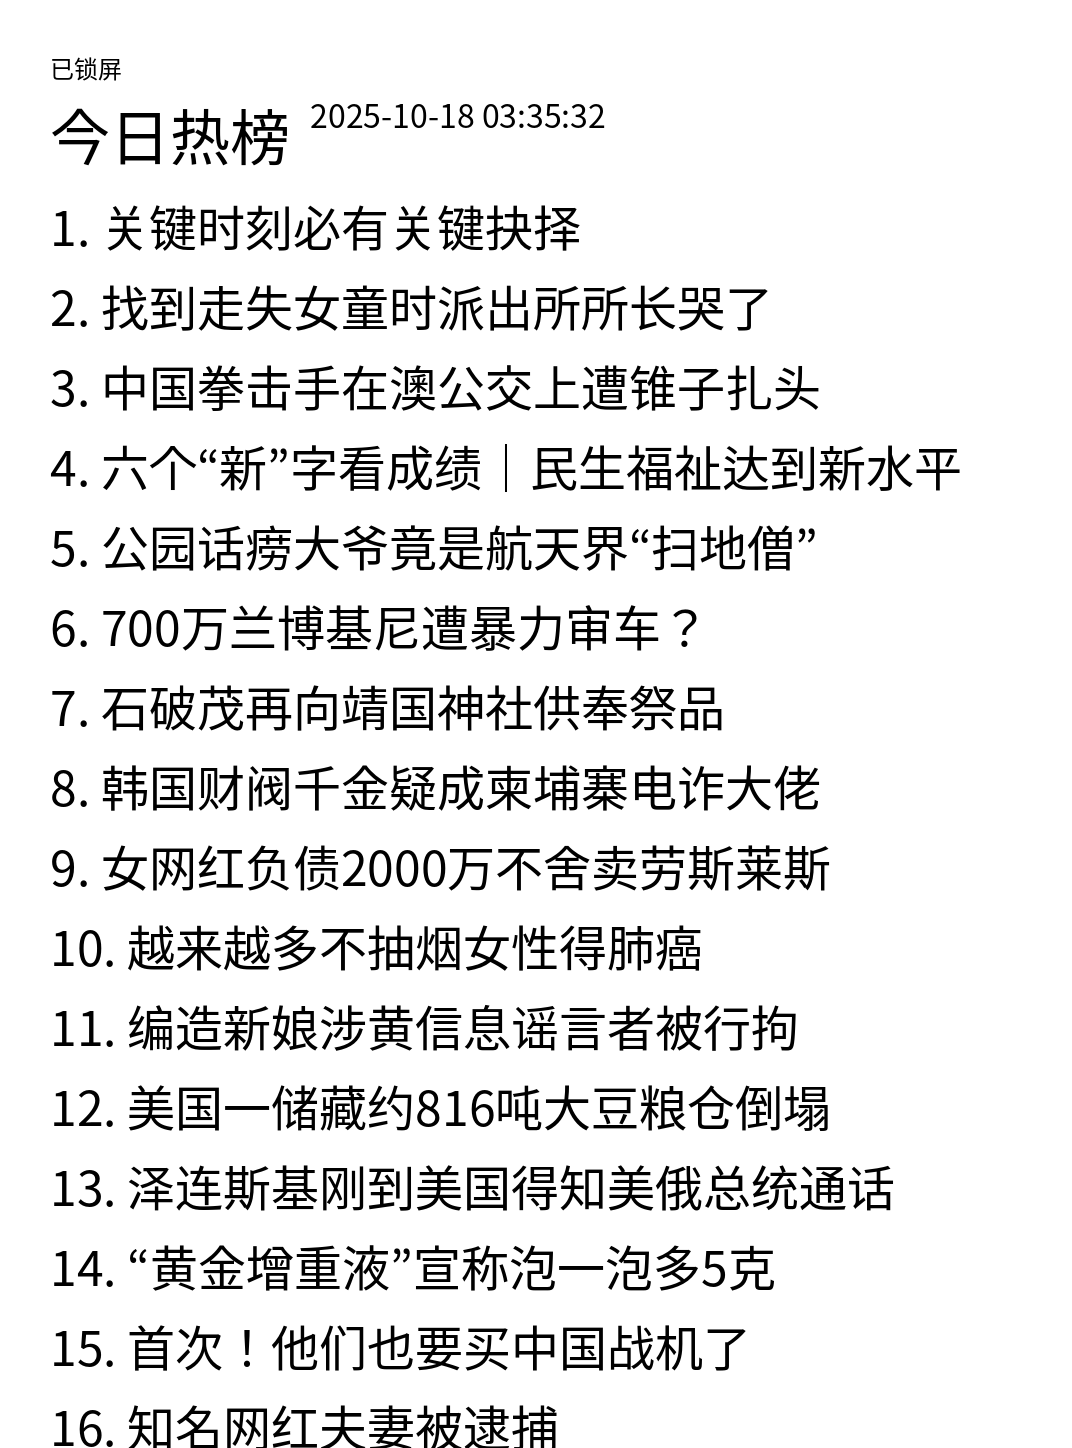 已锁屏
今日热榜 2025-10-18 03:35:32
1. 关键时刻必有关键抉择
2. 找到走失女童时派出所所长哭了
3. 中国拳击手在澳公交上遭锥子扎头
4. 六个“新”字看成绩｜民生福祉达到新水平
5. 公园话痨大爷竟是航天界“扫地僧”
6. 700万兰博基尼遭暴力审车？
7. 石破茂再向靖国神社供奉祭品
8. 韩国财阀千金疑成柬埔寨电诈大佬
9. 女网红负债2000万不舍卖劳斯莱斯
10. 越来越多不抽烟女性得肺癌
11. 编造新娘涉黄信息谣言者被行拘
12. 美国一储藏约816吨大豆粮仓倒塌
13. 泽连斯基刚到美国得知美俄总统通话
14. “黄金增重液”宣称泡一泡多5克
15. 首次！他们也要买中国战机了
16. 知名网红夫妻被逮捕